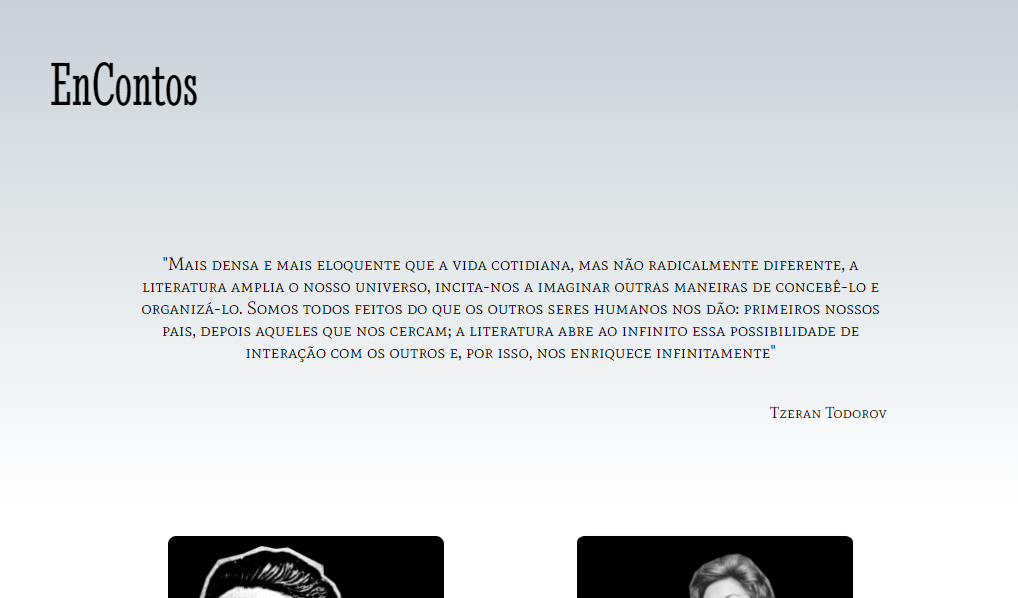 EnContos
"Mais densa e mais eloquente que a vida cotidiana, mas não radicalmente diferente, a
literatura amplia o nosso universo, incita-nos a imaginar outras maneiras de concebê-lo e
organizá-lo. Somos todos feitos do que os outros seres humanos nos dão: primeiros nossos
pais, depois aqueles que nos cercam; a literatura abre ao infinito essa possibilidade de
interação com os outros e, por isso, nos enriquece infinitamente"
Tzeran Todorov